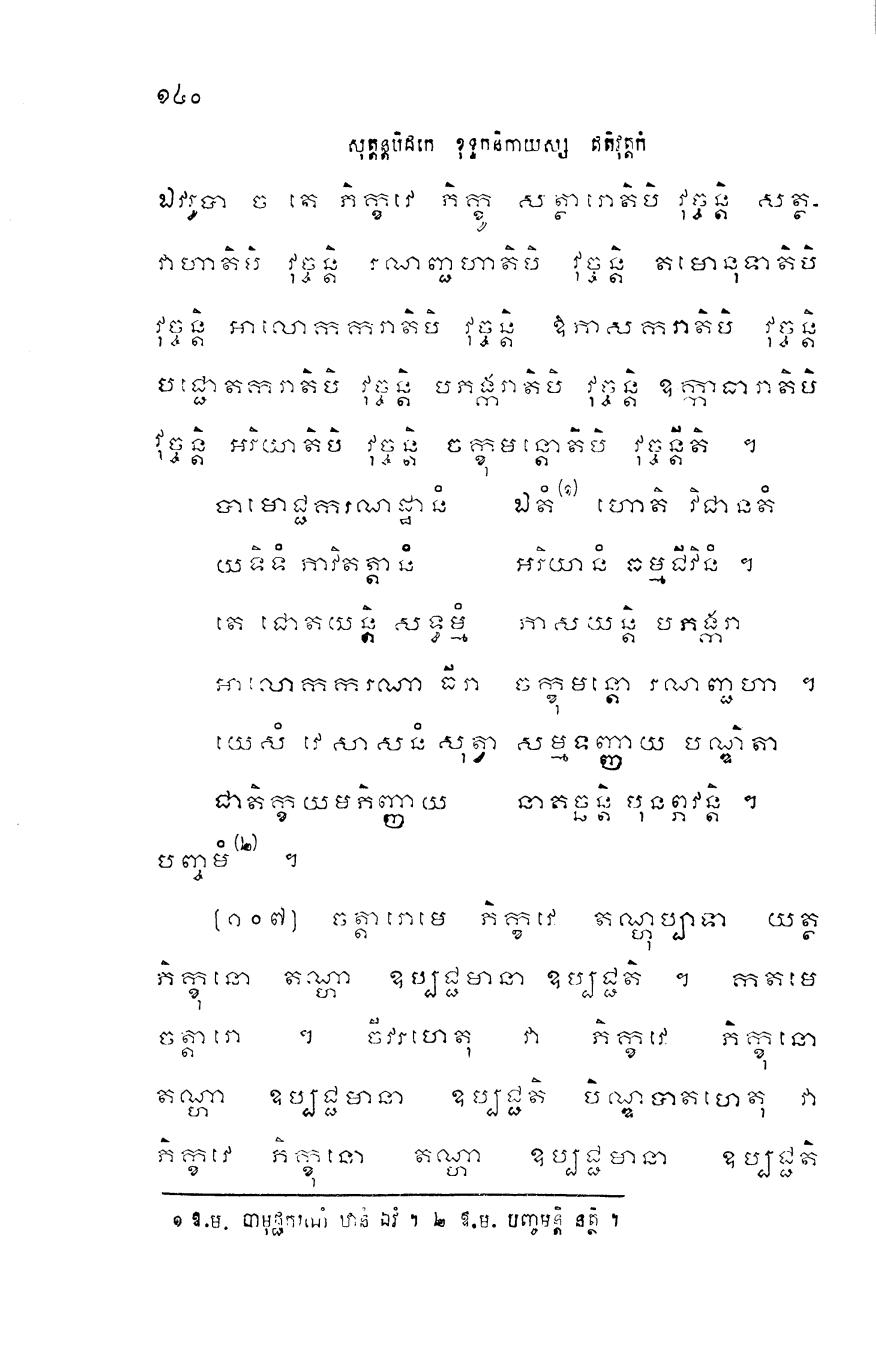 ១៤០
សុត្តន្តបិដកេ ខុទ្ទកនិកាយស្ស ឥតិវុត្តកំ
ឯវរូបា ច តេ ភិក្ខវេ ភិក្ខូ សត្ថារោតិបិ វុច្ចន្តិ សត្ថ-
វាហាតិបិ វុច្ចន្តិ រណញ្ជហាតិបិ វុច្ចន្តិ តមោនុទាតិបិ
វុច្ចន្តិ អាលោកករាតិបិ វុច្ចន្តិ ឱភាសករាតិបិ វុច្ចន្តិ
បជ្ជោតករាតិបិ វុច្ចន្តិ បភង្ករាតិបិ វុច្ចន្តិ ឧក្កាធារាតិបិ
វុច្ចន្តិ អរិយាតិបិ វុច្ចន្តិ ចក្ខុមន្តោតិបិ វុច្ចន្តីតិ ។
បាមោជ្ជករណដ្ឋានំ ឯតំ(១) ហោតិ វិជានតំ
យទិទំ ភាវិតត្តានំ អរិយានំ ធម្មជីវិនំ ។
តេ ជោតយន្តិ សទ្ធម្មំ ភាសយន្តិ បភង្ករា
អាលោកករណា ធីរា ចក្ខុមន្តោ រណញ្ជហា ។
យេសំ វេ សាសនំ សុត្វា សម្មទញ្ញាយ បណ្ឌិតា
ជាតិក្ខយមភិញ្ញាយ នាគច្ឆន្តិ បុនព្ភវន្តិ ។
បញ្ចមំ(២) ។
[១០៧] ចត្តារោមេ ភិក្ខវេ តណ្ហុប្បាទា យត្ថ
ភិក្ខុនោ តណ្ហា ឧប្បជ្ជមានា ឧប្បជ្ជតិ ។ កតមេ
ចត្តារោ ។ ចីវរហេតុ វា ភិក្ខវេ ភិក្ខុនោ
តណ្ហា ឧប្បជ្ជមានា ឧប្បជ្ជតិ បិណ្ឌបាតហេតុ វា
ភិក្ខវេ ភិក្ខុនោ តណ្ហា ឧប្បជ្ជមានា ឧប្បជ្ជតិ
១ ឱ.ម. បាមុជ្ជករណំ ឋានំ ឯវំ ។ ២ ឱ.ម. បញ្ចមន្តិ នត្ថិ ។